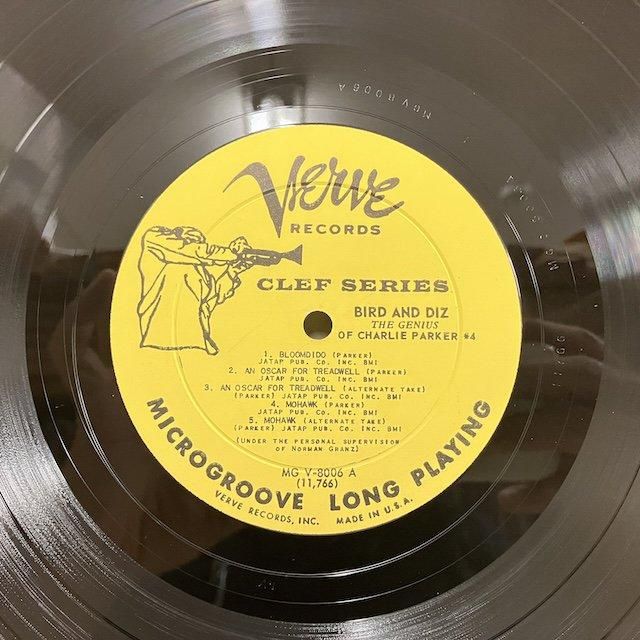 MG V 8006 A
Verve
RECORDS
CLEF SERIES
BIRD AND DIZ
THE GENIUS
OF CHARLIE PARKER #4
1. BLOOMDIDO (PARKER)
JATAP PUB. CO. INC. BMI
2. AN OSCAR FOR TREADWELL (PARKER)
JATAP PUB. CO. INC. BMI
3. AN OSCAR FOR TREADWELL (ALTERNATE TAKE)
(PARKER) JATAP PUB. CO. INC. BMI
4. MOHAWK (PARKER)
JATAP PUB. CO. INC. BMI
5. MOHAWK (ALTERNATE TAKE)
(PARKER) JATAP PUB. CO. INC. BMI
(UNDER THE PERSONAL SUPERVISION
OF NORMAN GRANZ)
MG V-8006 A
(11,766)
MICROGROOVE LONG PLAYING
VERVE RECORDS, INC. MADE IN U.S.A.